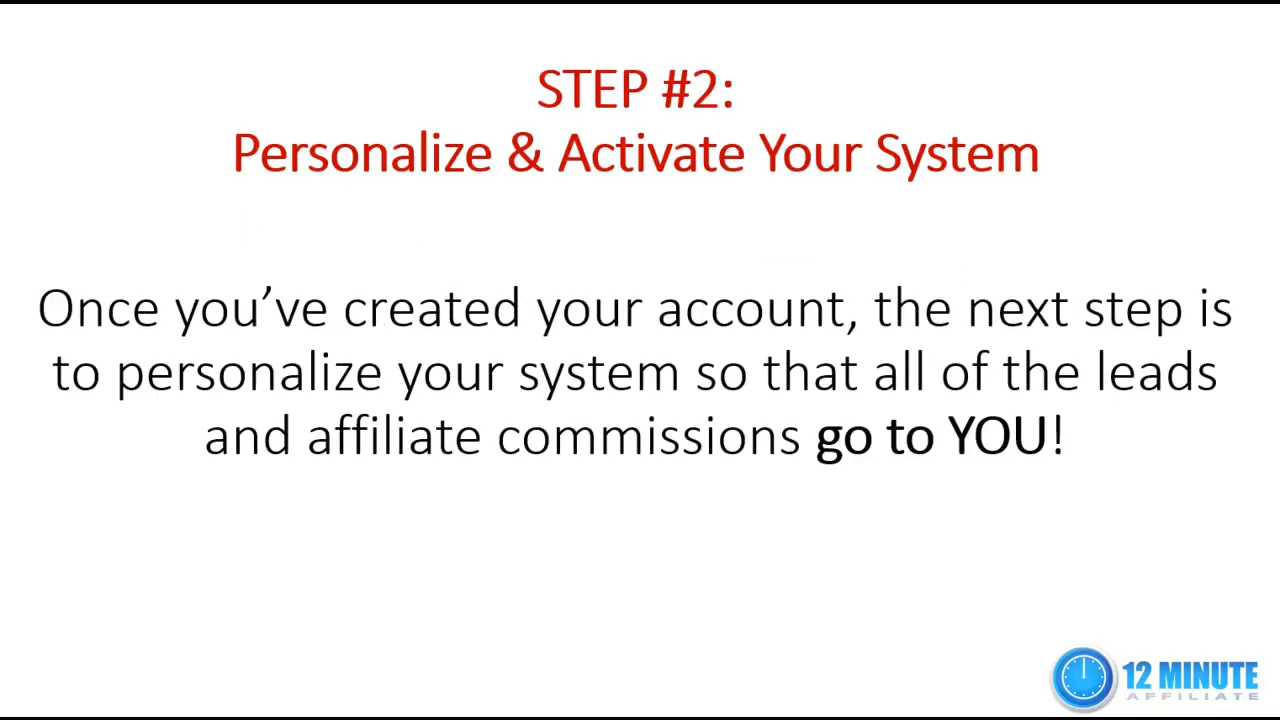 STEP #2:
Personalize & Activate Your System
Once you’ve created your account, the next step is
to personalize your system so that all of the leads
and affiliate commissions go to YOU!
12 MINUTE
AFFILIATE